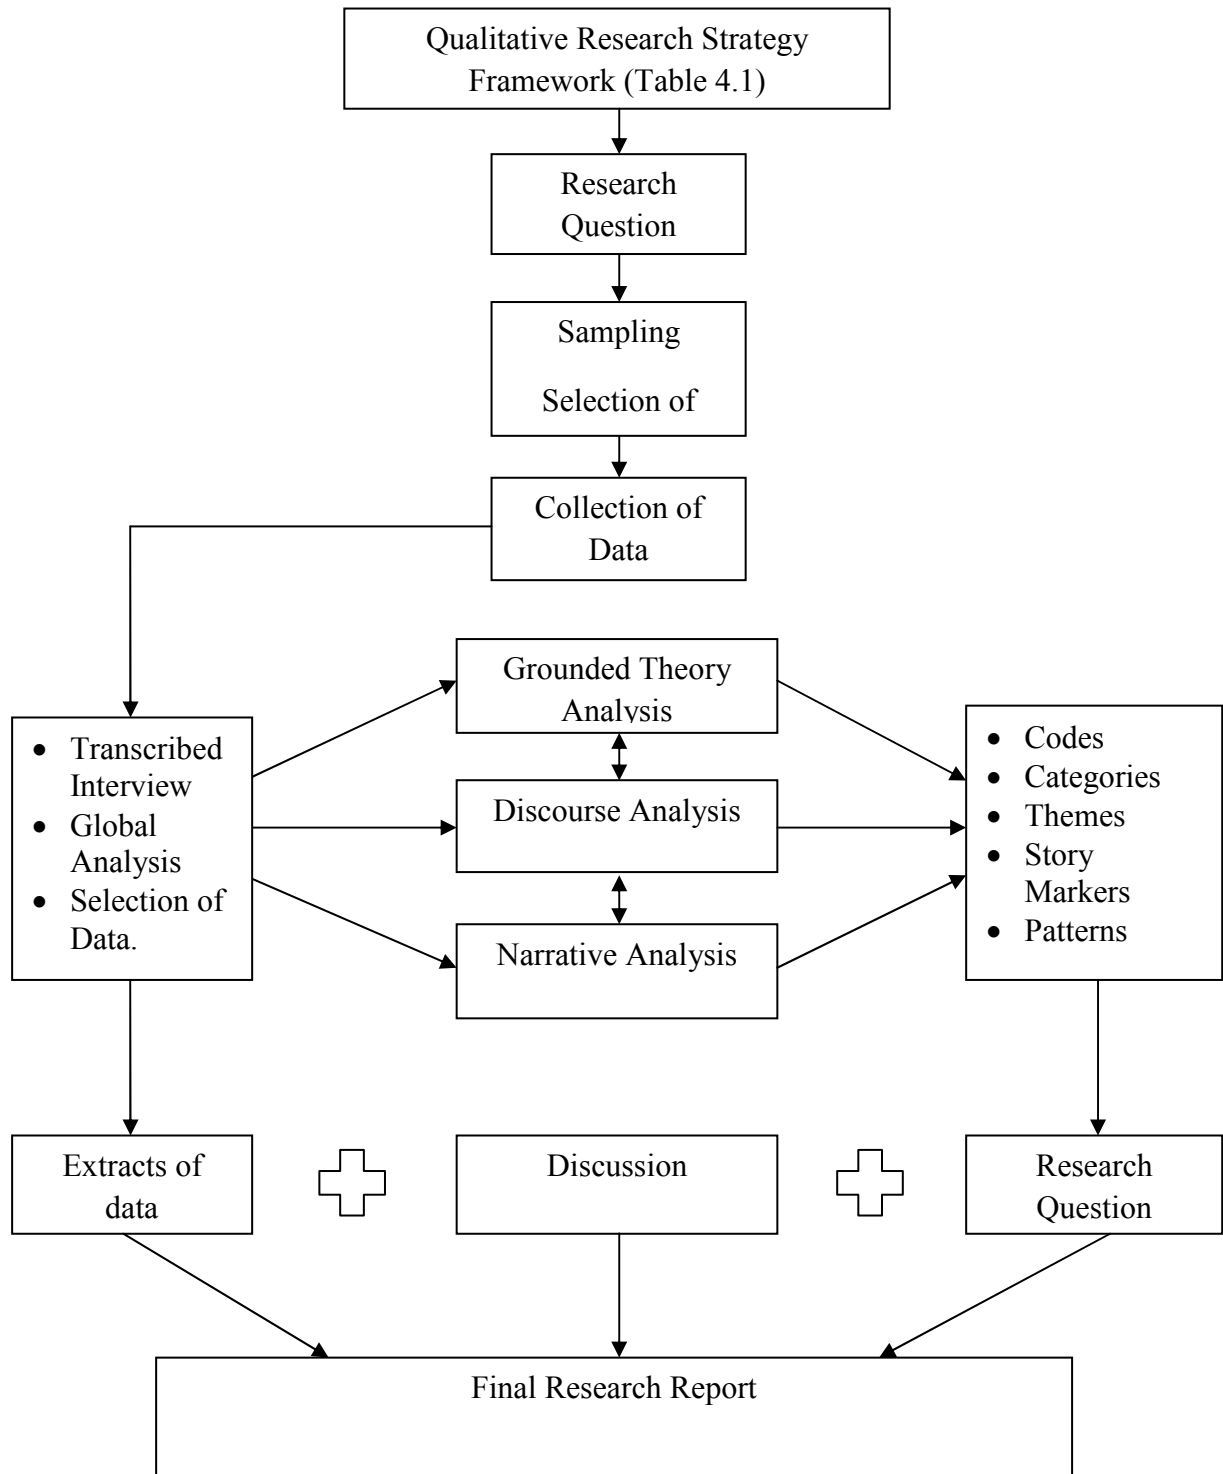 Qualitative Research Strategy
Framework (Table 4.1)
Research
Question
Sampling
Selection of
Collection of
Data
Grounded Theory
Analysis
Discourse Analysis
Narrative Analysis
• Transcribed
Interview
• Global
Analysis
• Selection of
Data.
• Codes
• Categories
• Themes
• Story
Markers
• Patterns
Extracts of
data
Discussion
Research
Question
Final Research Report